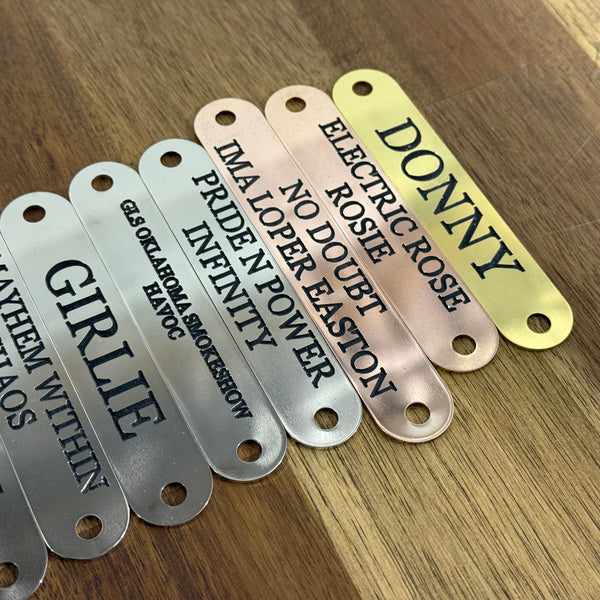 MAYHEM WITHIN
HAOS
GIRLIE
GLS OKLAHOMA SMOKESHOW
HAVOC
PRIDE N POWER
INFINITY
NO DOUBT
IMA LOPER EASTON
ELECTRIC ROSE
ROSIE
DONNY